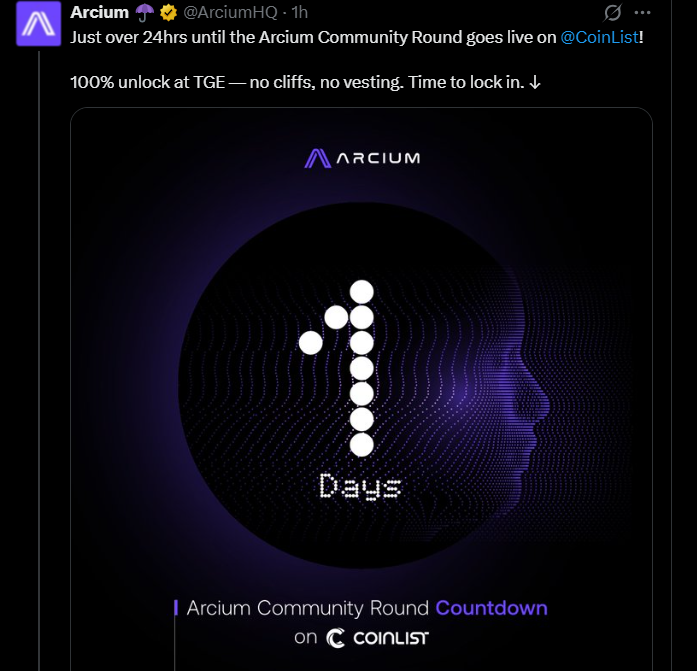 Arcium ☂️ @ArciumHQ · 1h
Just over 24hrs until the Arcium Community Round goes live on @CoinList!
100% unlock at TGE — no cliffs, no vesting. Time to lock in. ↓
ARCIUM
1
Days
Arcium Community Round Countdown
on COINLIST